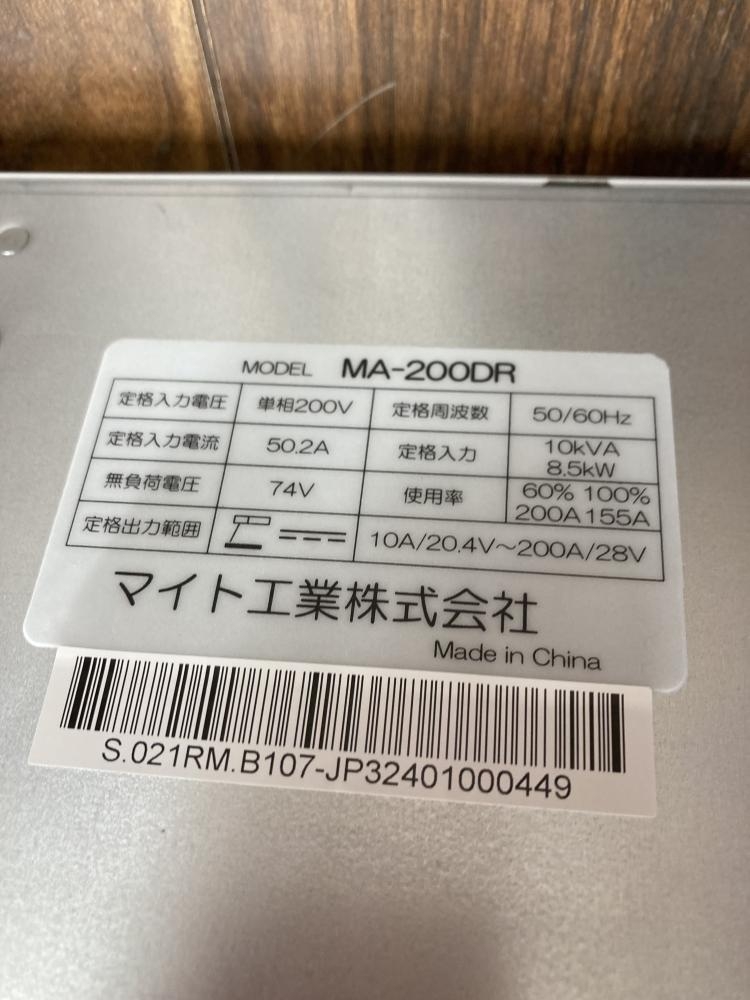 MODEL MA-200DR
定格入力電圧 単相200V 定格周波数 50/60Hz
定格入力電流 50.2A 定格入力 10kVA
8.5kW
無負荷電圧 74V 使用率 60% 100%
200A 155A
定格出力範囲 10A/20.4V～200A/28V
マイト工業株式会社
Made in China
S.021RM.B107-JP32401000449